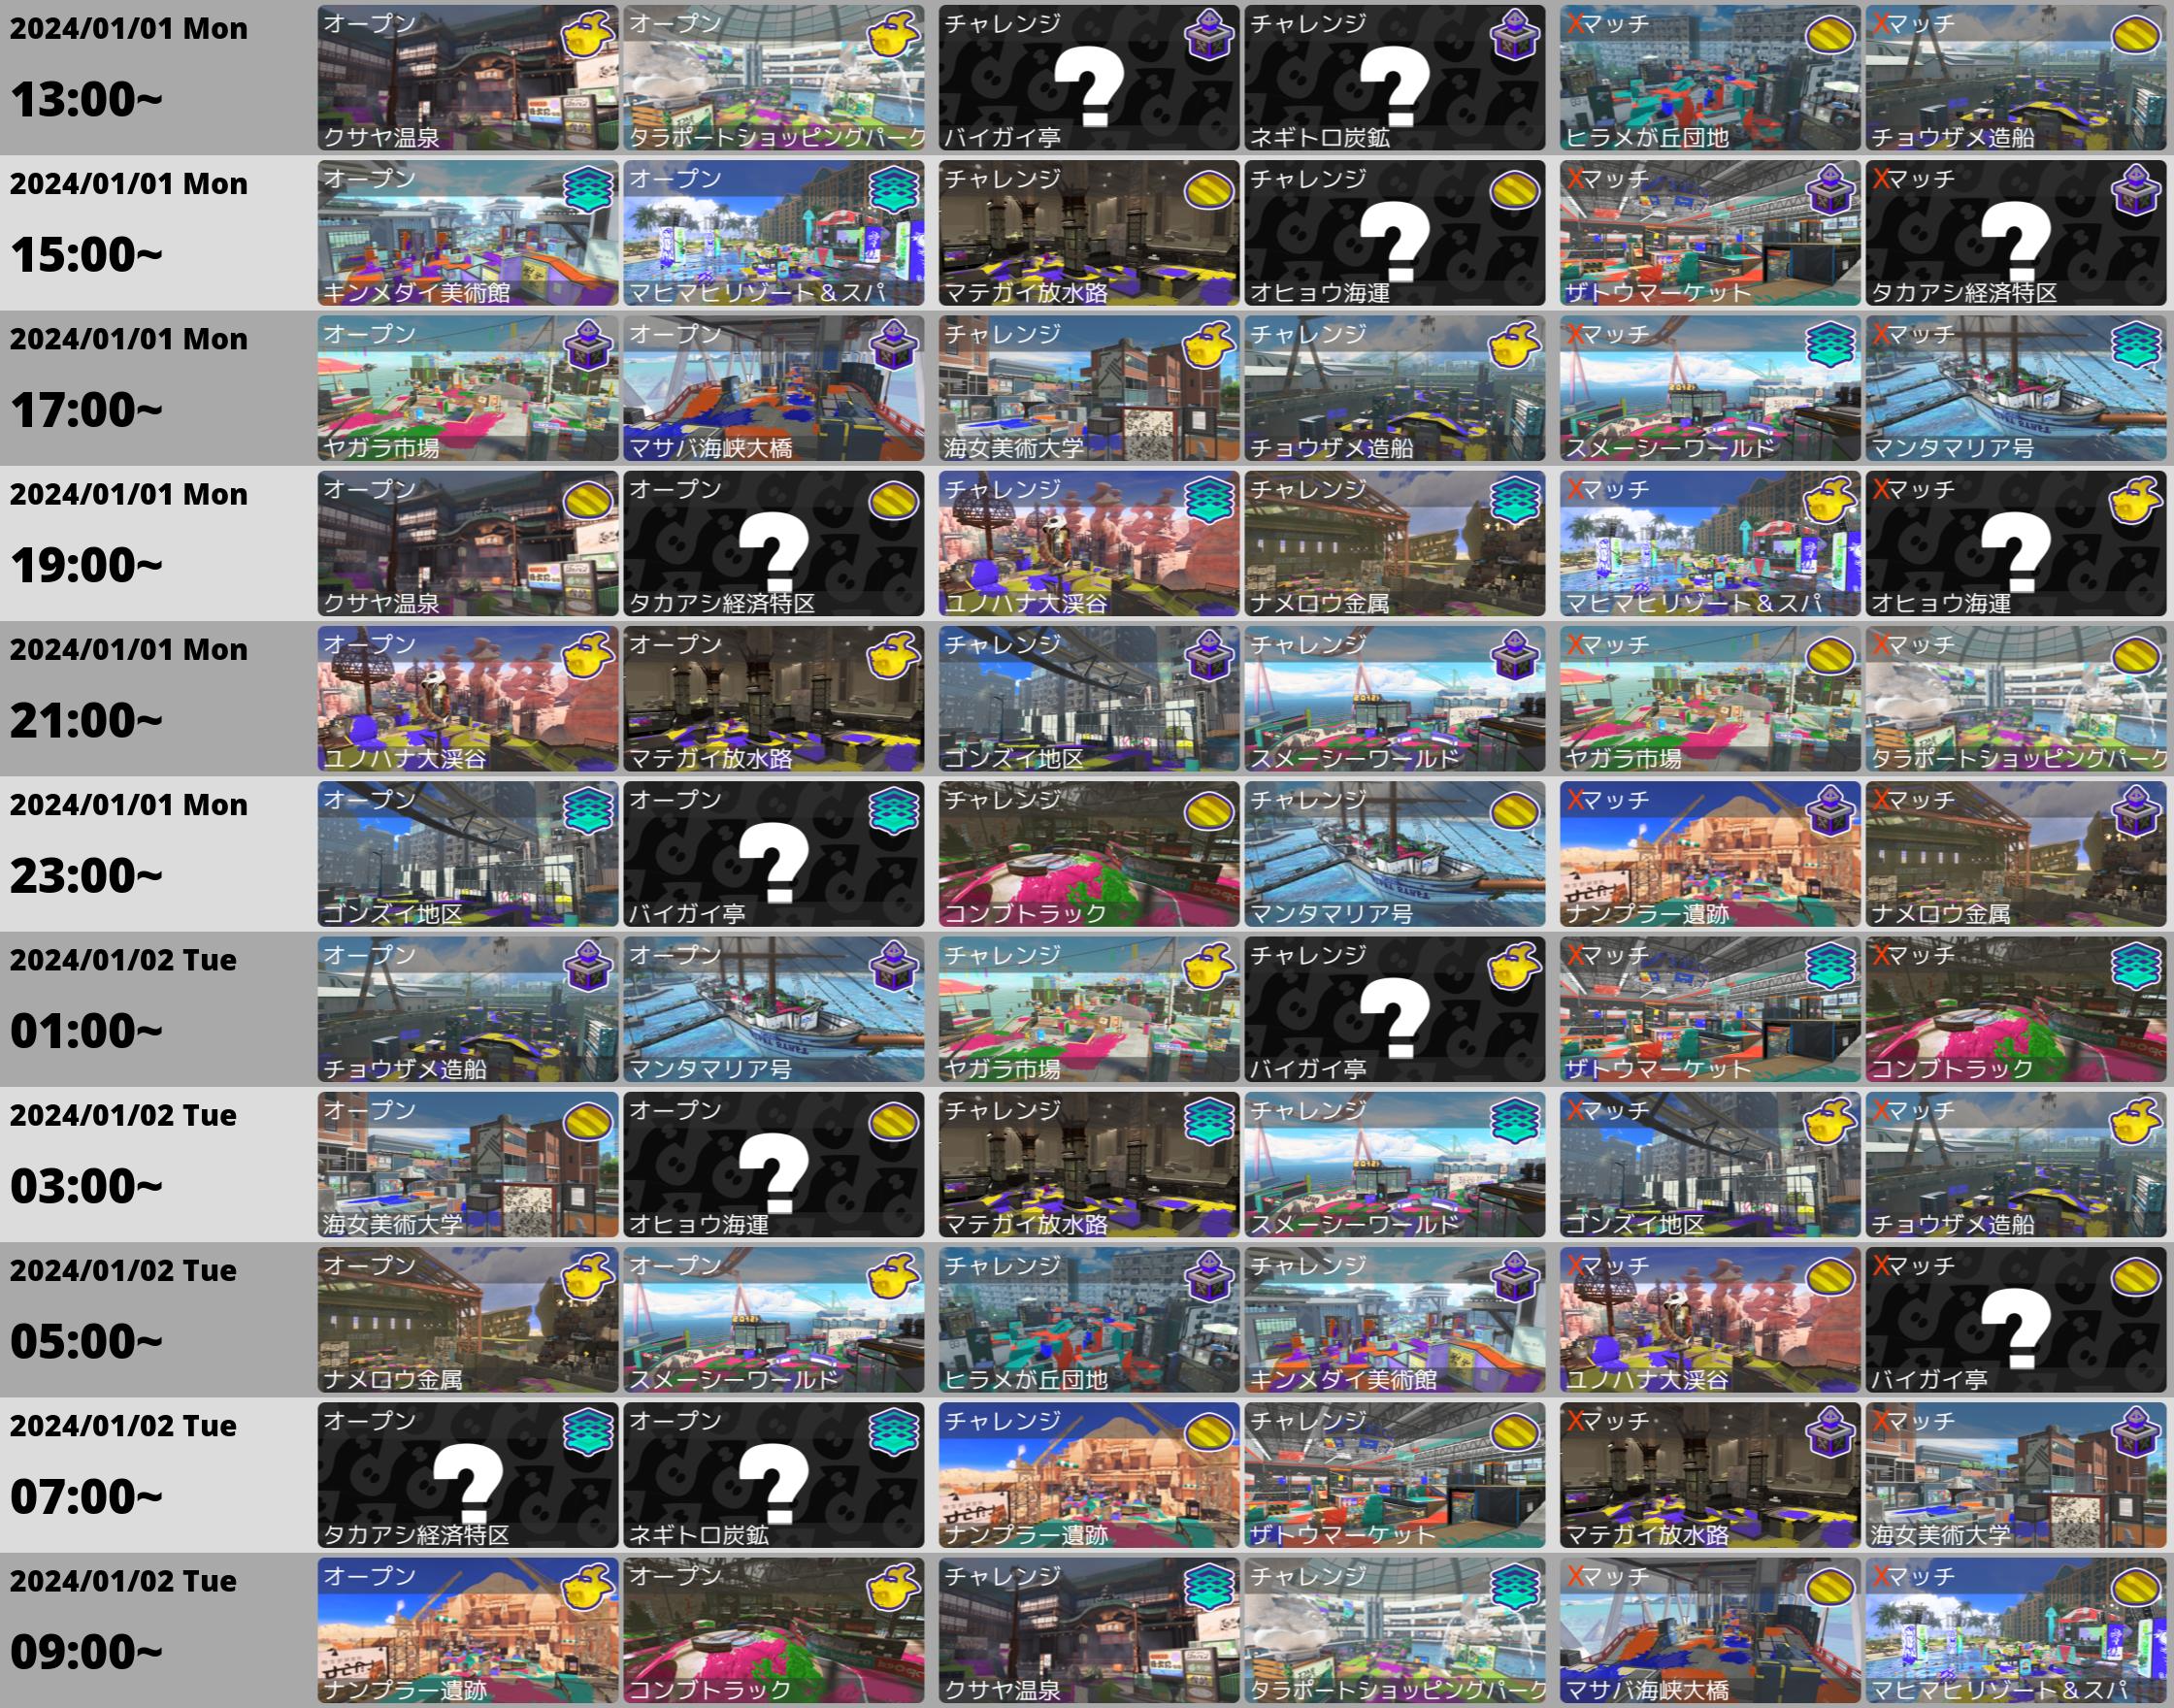 2024/01/01 Mon
13:00~
オープン
クサヤ温泉
オープン
タラポートショッピングパーク
チャレンジ
バイガイ亭
チャレンジ
ネギトロ炭鉱
Xマッチ
ヒラメが丘団地
Xマッチ
チョウザメ造船
2024/01/01 Mon
15:00~
オープン
キンメダイ美術館
オープン
マヒマヒリゾート&スパ
チャレンジ
マテガイ放水路
チャレンジ
オヒョウ海運
Xマッチ
ザトウマーケット
Xマッチ
タカアシ経済特区
2024/01/01 Mon
17:00~
オープン
ヤガラ市場
オープン
マサバ海峡大橋
チャレンジ
海女美術大学
チャレンジ
チョウザメ造船
Xマッチ
スメーシーワールド
Xマッチ
マンタマリア号
2024/01/01 Mon
19:00~
オープン
クサヤ温泉
オープン
タカアシ経済特区
チャレンジ
ユノハナ大渓谷
チャレンジ
ナメロウ金属
Xマッチ
マヒマヒリゾート&スパ
Xマッチ
オヒョウ海運
2024/01/01 Mon
21:00~
オープン
ユノハナ大渓谷
オープン
マテガイ放水路
チャレンジ
ゴンズイ地区
チャレンジ
スメーシーワールド
Xマッチ
ヤガラ市場
Xマッチ
タラポートショッピングパーク
2024/01/01 Mon
23:00~
オープン
ゴンズイ地区
オープン
バイガイ亭
チャレンジ
コンブトラック
チャレンジ
マンタマリア号
Xマッチ
ナンプラー遺跡
Xマッチ
ナメロウ金属
2024/01/02 Tue
01:00~
オープン
チョウザメ造船
オープン
マンタマリア号
チャレンジ
ヤガラ市場
チャレンジ
バイガイ亭
Xマッチ
ザトウマーケット
Xマッチ
コンブトラック
2024/01/02 Tue
03:00~
オープン
海女美術大学
オープン
オヒョウ海運
チャレンジ
マテガイ放水路
チャレンジ
スメーシーワールド
Xマッチ
ゴンズイ地区
Xマッチ
チョウザメ造船
2024/01/02 Tue
05:00~
オープン
ナメロウ金属
オープン
スメーシーワールド
チャレンジ
ヒラメが丘団地
チャレンジ
キンメダイ美術館
Xマッチ
ユノハナ大渓谷
Xマッチ
バイガイ亭
2024/01/02 Tue
07:00~
オープン
タカアシ経済特区
オープン
ネギトロ炭鉱
チャレンジ
ナンプラー遺跡
チャレンジ
ザトウマーケット
Xマッチ
マテガイ放水路
Xマッチ
海女美術大学
2024/01/02 Tue
09:00~
オープン
ナンプラー遺跡
オープン
コンブトラック
チャレンジ
クサヤ温泉
チャレンジ
タラポートショッピングパーク
Xマッチ
マサバ海峡大橋
Xマッチ
マヒマヒリゾート&スパ